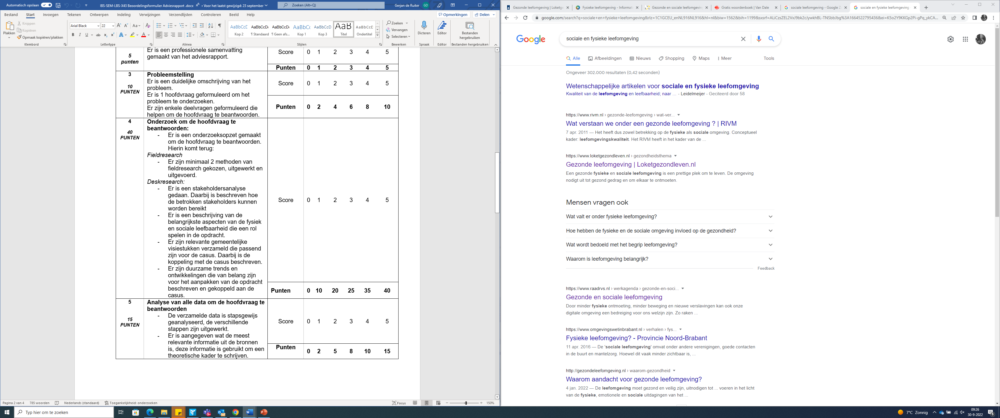 Automatisch opslaan
IBS-SEM-LBS-X43 Beoordelingsformulier Adviesrapport .docx
• Voor het laatst gewijzigd: 23 september
Zoeken (Alt+Q)
Gerjan de Ruiter
GD
Bestand Start Invoegen Tekenen Ontwerpen Indeling Verwijzingen Verzendlijsten Controleren Beeld Help
Opmerkingen
Delen
Plakken
Knippen
Kopiëren
Opmaak kopiëren/plakken
Klembord
Arial Black
22
Lettertype
Alinea
AaBbCcE AaBbCcDı AaBbCcDı AaBbCı AaBbCcD AaB AaBbCcD
Kop 2 ¶ Standaard ¶ Geen afs... Kop 1 Kop 3 Titel Ondertitel
Stijlen
Zoeken
Vervangen
Selecteren
Bewerken
Dicteren
Spraak
Editor
Editor
Bestanden
hergebruiken
Bestanden hergebruiken
5
punten
Er is een professionele samenvatting
gemaakt van het adviesrapport.
Score 0 1 2 3 4 5
Punten 0 1 2 3 4 5
3
10
PUNTEN
Probleemstelling
Er is een duidelijke omschrijving van het
probleem.
Er is 1 hoofdvraag geformuleerd om het
probleem te onderzoeken.
Er zijn enkele deelvragen geformuleerd die
helpen om de hoofdvraag te beantwoorden.
Score 0 1 2 3 4 5
Punten 0 2 4 6 8 10
4
40
PUNTEN
Onderzoek om de hoofdvraag te
beantwoorden:
- Er is een onderzoeksopzet gemaakt
om de hoofdvraag te beantwoorden.
Hierin komt terug:
Fieldresearch
- Er zijn minimaal 2 methoden van
fieldresearch gekozen, uitgewerkt en
uitgevoerd.
Deskresearch:
- Er is een stakeholdersanalyse
gedaan. Daarbij is beschreven hoe
de betrokken stakeholders kunnen
worden bereikt
- Er is een beschrijving van de
belangrijkste aspecten van de fysiek
en sociale leefbaarheid die een rol
spelen in de opdracht.
- Er zijn relevante gemeentelijke
visiestukken verzameld die passend
zijn voor de casus. Daarbij is de
koppeling met de casus beschreven.
- Er zijn duurzame trends en
ontwikkelingen die van belang zijn
voor het aanpakken van de opdracht
beschreven en gekoppeld aan de
casus.
Score 0 1 2 3 4 5
Punten 0 10 20 25 35 40
5
15
PUNTEN
Analyse van alle data om de hoofdvraag te
beantwoorden
- De verzamelde data is stapsgewijs
geanalyseerd, de verschillende
stappen zijn uitgewerkt.
- Er is aangegeven wat de meest
relevante informatie uit de bronnen
is, deze informatie is gebruikt om een
theoretische kader te schrijven.
Score 0 1 2 3 4 5
Punten 0 2 5 8 10 15
Pagina 2 van 4 785 woorden Nederlands (standaard) Toegankelijkheid: onderzoeken
Focus
150%
Gezonde leefomgeving | Loketge
Fysieke leefomgeving - Informat
Gezonde en sociale leefomgevin
Gratis woordenboek | Van Dale
sociale leefomgeving - Google Z
sociale en fysieke leefomgeving
Google
sociale en fysieke leefomgeving
Alle Afbeeldingen Nieuws Shopping Maps Meer Tools
Ongeveer 302.000 resultaten (0,42 seconden)
Wetenschappelijke artikelen voor sociale en fysieke leefomgeving
Kwaliteit van de leefomgeving en leefbaarheid; naar ... - Leidelmeijer - Geciteerd door 58
https://www.rivm.nl › gezonde-leefomgeving › wat-ver...
Wat verstaan we onder een gezonde leefomgeving ? | RIVM
7 apr. 2011 — Het heeft dus zowel betrekking op de fysieke als sociale omgeving. Conceptueel
kader: leefomgevingskwaliteit. Het RIVM heeft in het kader van de ...
https://www.loketgezondleven.nl › gezondheidsthema
Gezonde leefomgeving | Loketgezondleven.nl
Een gezonde fysieke en sociale leefomgeving is een prettige plek om te leven. De omgeving
nodigt uit tot gezond gedrag en om elkaar te ontmoeten.
Mensen vragen ook
Wat valt er onder fysieke leefomgeving?
Hoe hebben de fysieke en de sociale omgeving invloed op de gezondheid?
Wat wordt bedoeld met het begrip leefomgeving?
Waarom is leefomgeving belangrijk?
Feedback
https://www.raadrvs.nl › werkagenda › gezonde-en-soci...
Gezonde en sociale leefomgeving
Door minder fysieke ontmoeting, minder beweging en nieuwe verslavingen kan ook onze
digitale omgeving een bedreiging voor ons welzijn zijn. Zo raken ...
https://www.omgevingswetinbrabant.nl › verhalen › fys...
Fysieke leefomgeving? - Provincie Noord-Brabant
11 apr. 2016 — De 'sociale leefomgeving' omvat onder andere verenigingen, goede contacten
in de buurt en mantelzorg. Hoewel dit vaak minder zichtbaar is, ...
http://gezondeleefomgeving.nl › waarom-gezondheid
Waarom aandacht voor gezonde leefomgeving?
4 jan. 2022 — De leefomgeving moet gezond en veilig zijn, uitnodigen tot ... voeren in het licht
van de fysieke, emotionele en sociale uitdagingen van het ...
Typ hier om te zoeken
7°C Zonnig
09:26
30-9-2022